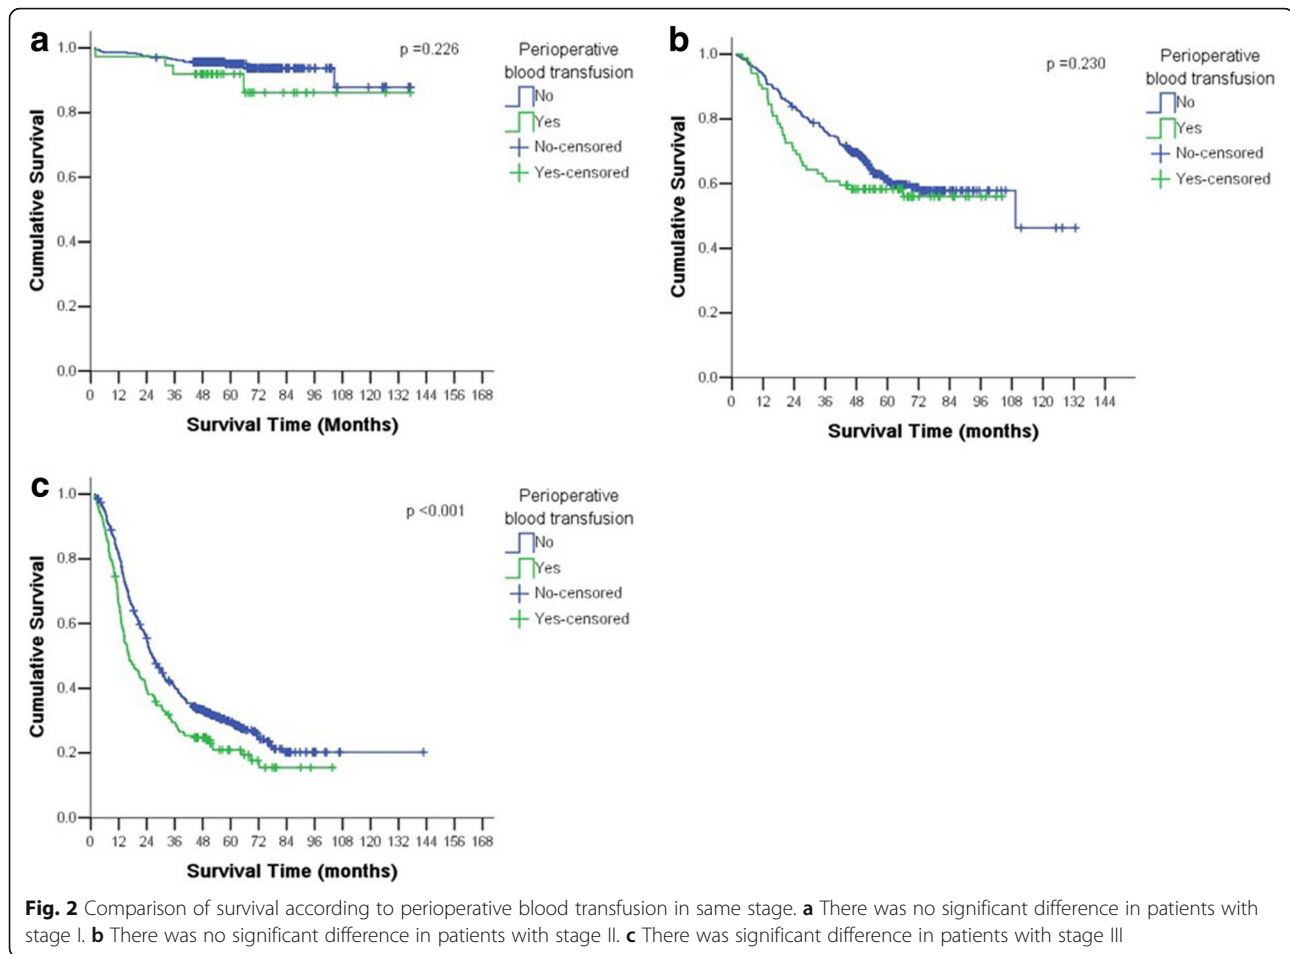 a
p =0.226
Perioperative
blood transfusion
No
Yes
No-censored
Yes-censored
1.0
0.8
0.6
0.4
0.2
0.0
Cumulative Survival
0 12 24 36 48 60 72 84 96 108 120 132 144 156 168
Survival Time (Months)
b
p =0.230
Perioperative
blood transfusion
No
Yes
No-censored
Yes-censored
1.0
0.8
0.6
0.4
0.2
0.0
Cumulative Survival
0 12 24 36 48 60 72 84 96 108 120 132 144
Survival Time (months)
c
p <0.001
Perioperative
blood transfusion
No
Yes
No-censored
Yes-censored
1.0
0.8
0.6
0.4
0.2
0.0
Cumulative Survival
0 12 24 36 48 60 72 84 96 108 120 132 144 156 168
Survival Time (months)
Fig. 2 Comparison of survival according to perioperative blood transfusion in same stage. a There was no significant difference in patients with
stage I. b There was no significant difference in patients with stage II. c There was significant difference in patients with stage III